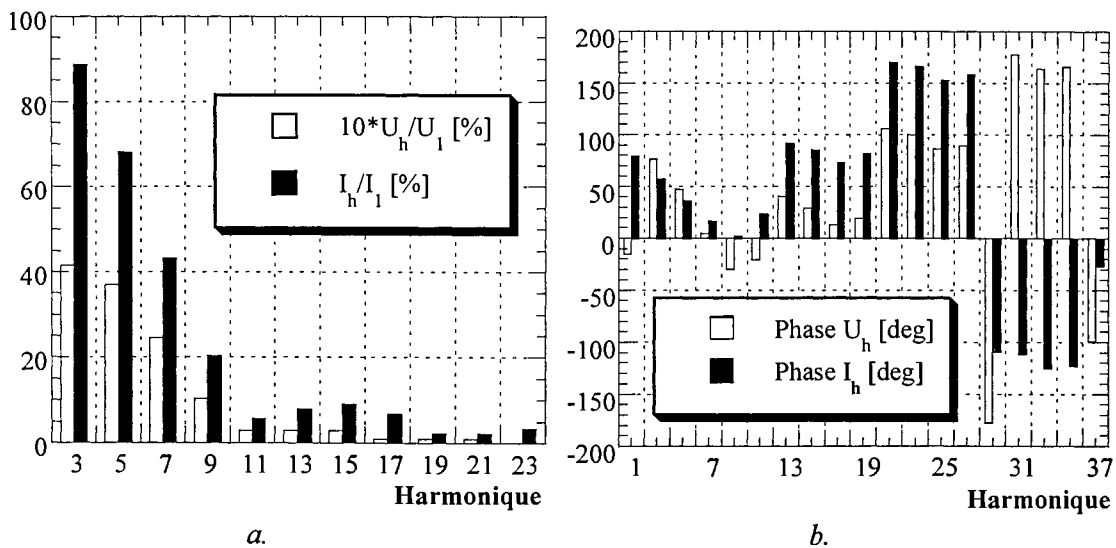 100
80
60
40
20
0
10*U_h/U_1 [%]
I_h/I_1 [%]
3 5 7 9 11 13 15 17 19 21 23
Harmonique
a.
200
150
100
50
0
-50
-100
-150
-200
Phase U_h [deg]
Phase I_h [deg]
1 7 13 19 25 31 37
Harmonique
b.